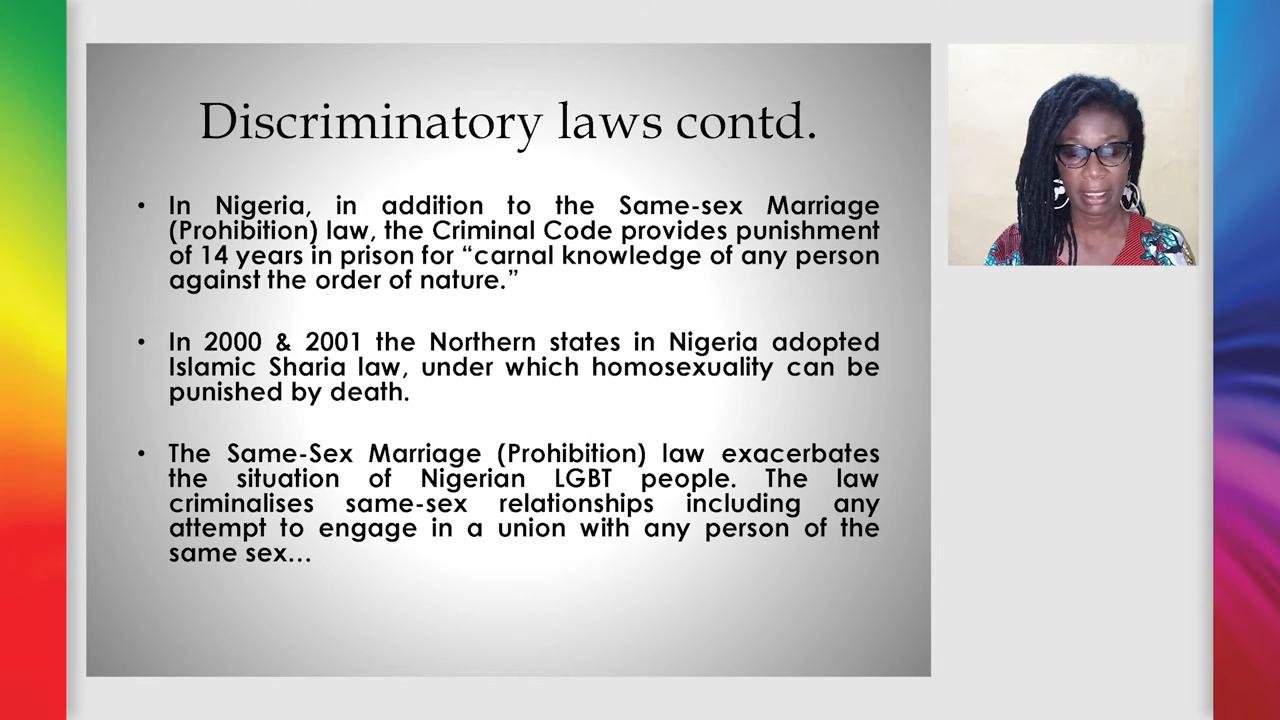 Discriminatory laws contd.
• In Nigeria, in addition to the Same-sex Marriage
(Prohibition) law, the Criminal Code provides punishment
of 14 years in prison for “carnal knowledge of any person
against the order of nature.”
• In 2000 & 2001 the Northern states in Nigeria adopted
Islamic Sharia law, under which homosexuality can be
punished by death.
• The Same-Sex Marriage (Prohibition) law exacerbates
the situation of Nigerian LGBT people. The law
criminalises same-sex relationships including any
attempt to engage in a union with any person of the
same sex…